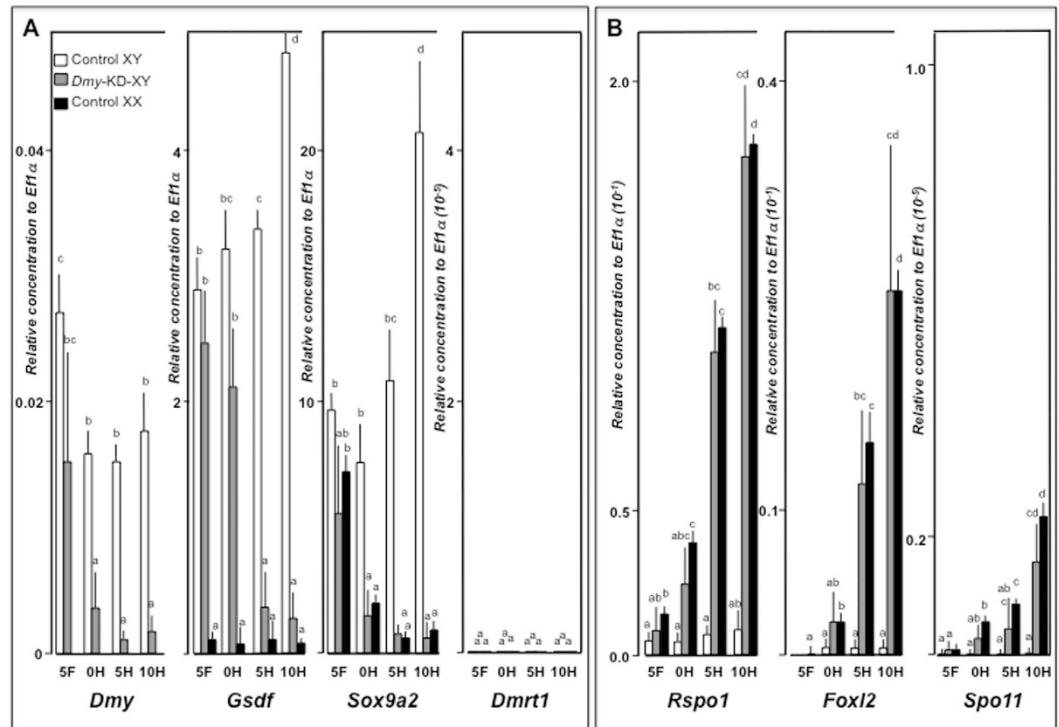 A
Control XY
Dmy-KD-XY
Control XX
Relative concentration to Ef1α
0.04
0.02
0
c
bc
b
a
b
a
b
a
5F 0H 5H 10H
Dmy
Relative concentration to Ef1α
4
2
b
b
a
bc
b
a
c
a
a
d
a
a
5F 0H 5H 10H
Gsdf
Relative concentration to Ef1α
20
10
b
ab
b
b
a
a
bc
a
a
d
a
a
5F 0H 5H 10H
Sox9a2
Relative concentration to Ef1α (10-5)
4
2
a
a a
a
a a
a
a a
a
a a
5F 0H 5H 10H
Dmrt1
B
Relative concentration to Ef1α (10-1)
2.0
0.5
0.0
a
ab
b
a
abc
c
a
bc
c
ab
cd
d
5F 0H 5H 10H
Rspo1
Relative concentration to Ef1α (10-1)
0.4
0.1
a
a
ab
b
a
bc
c
a
cd
d
5F 0H 5H 10H
Foxl2
Relative concentration to Ef1α (10-5)
1.0
0.2
a a
a
ab
b
a
ab
c
c
a
cd
d
5F 0H 5H 10H
Spo11